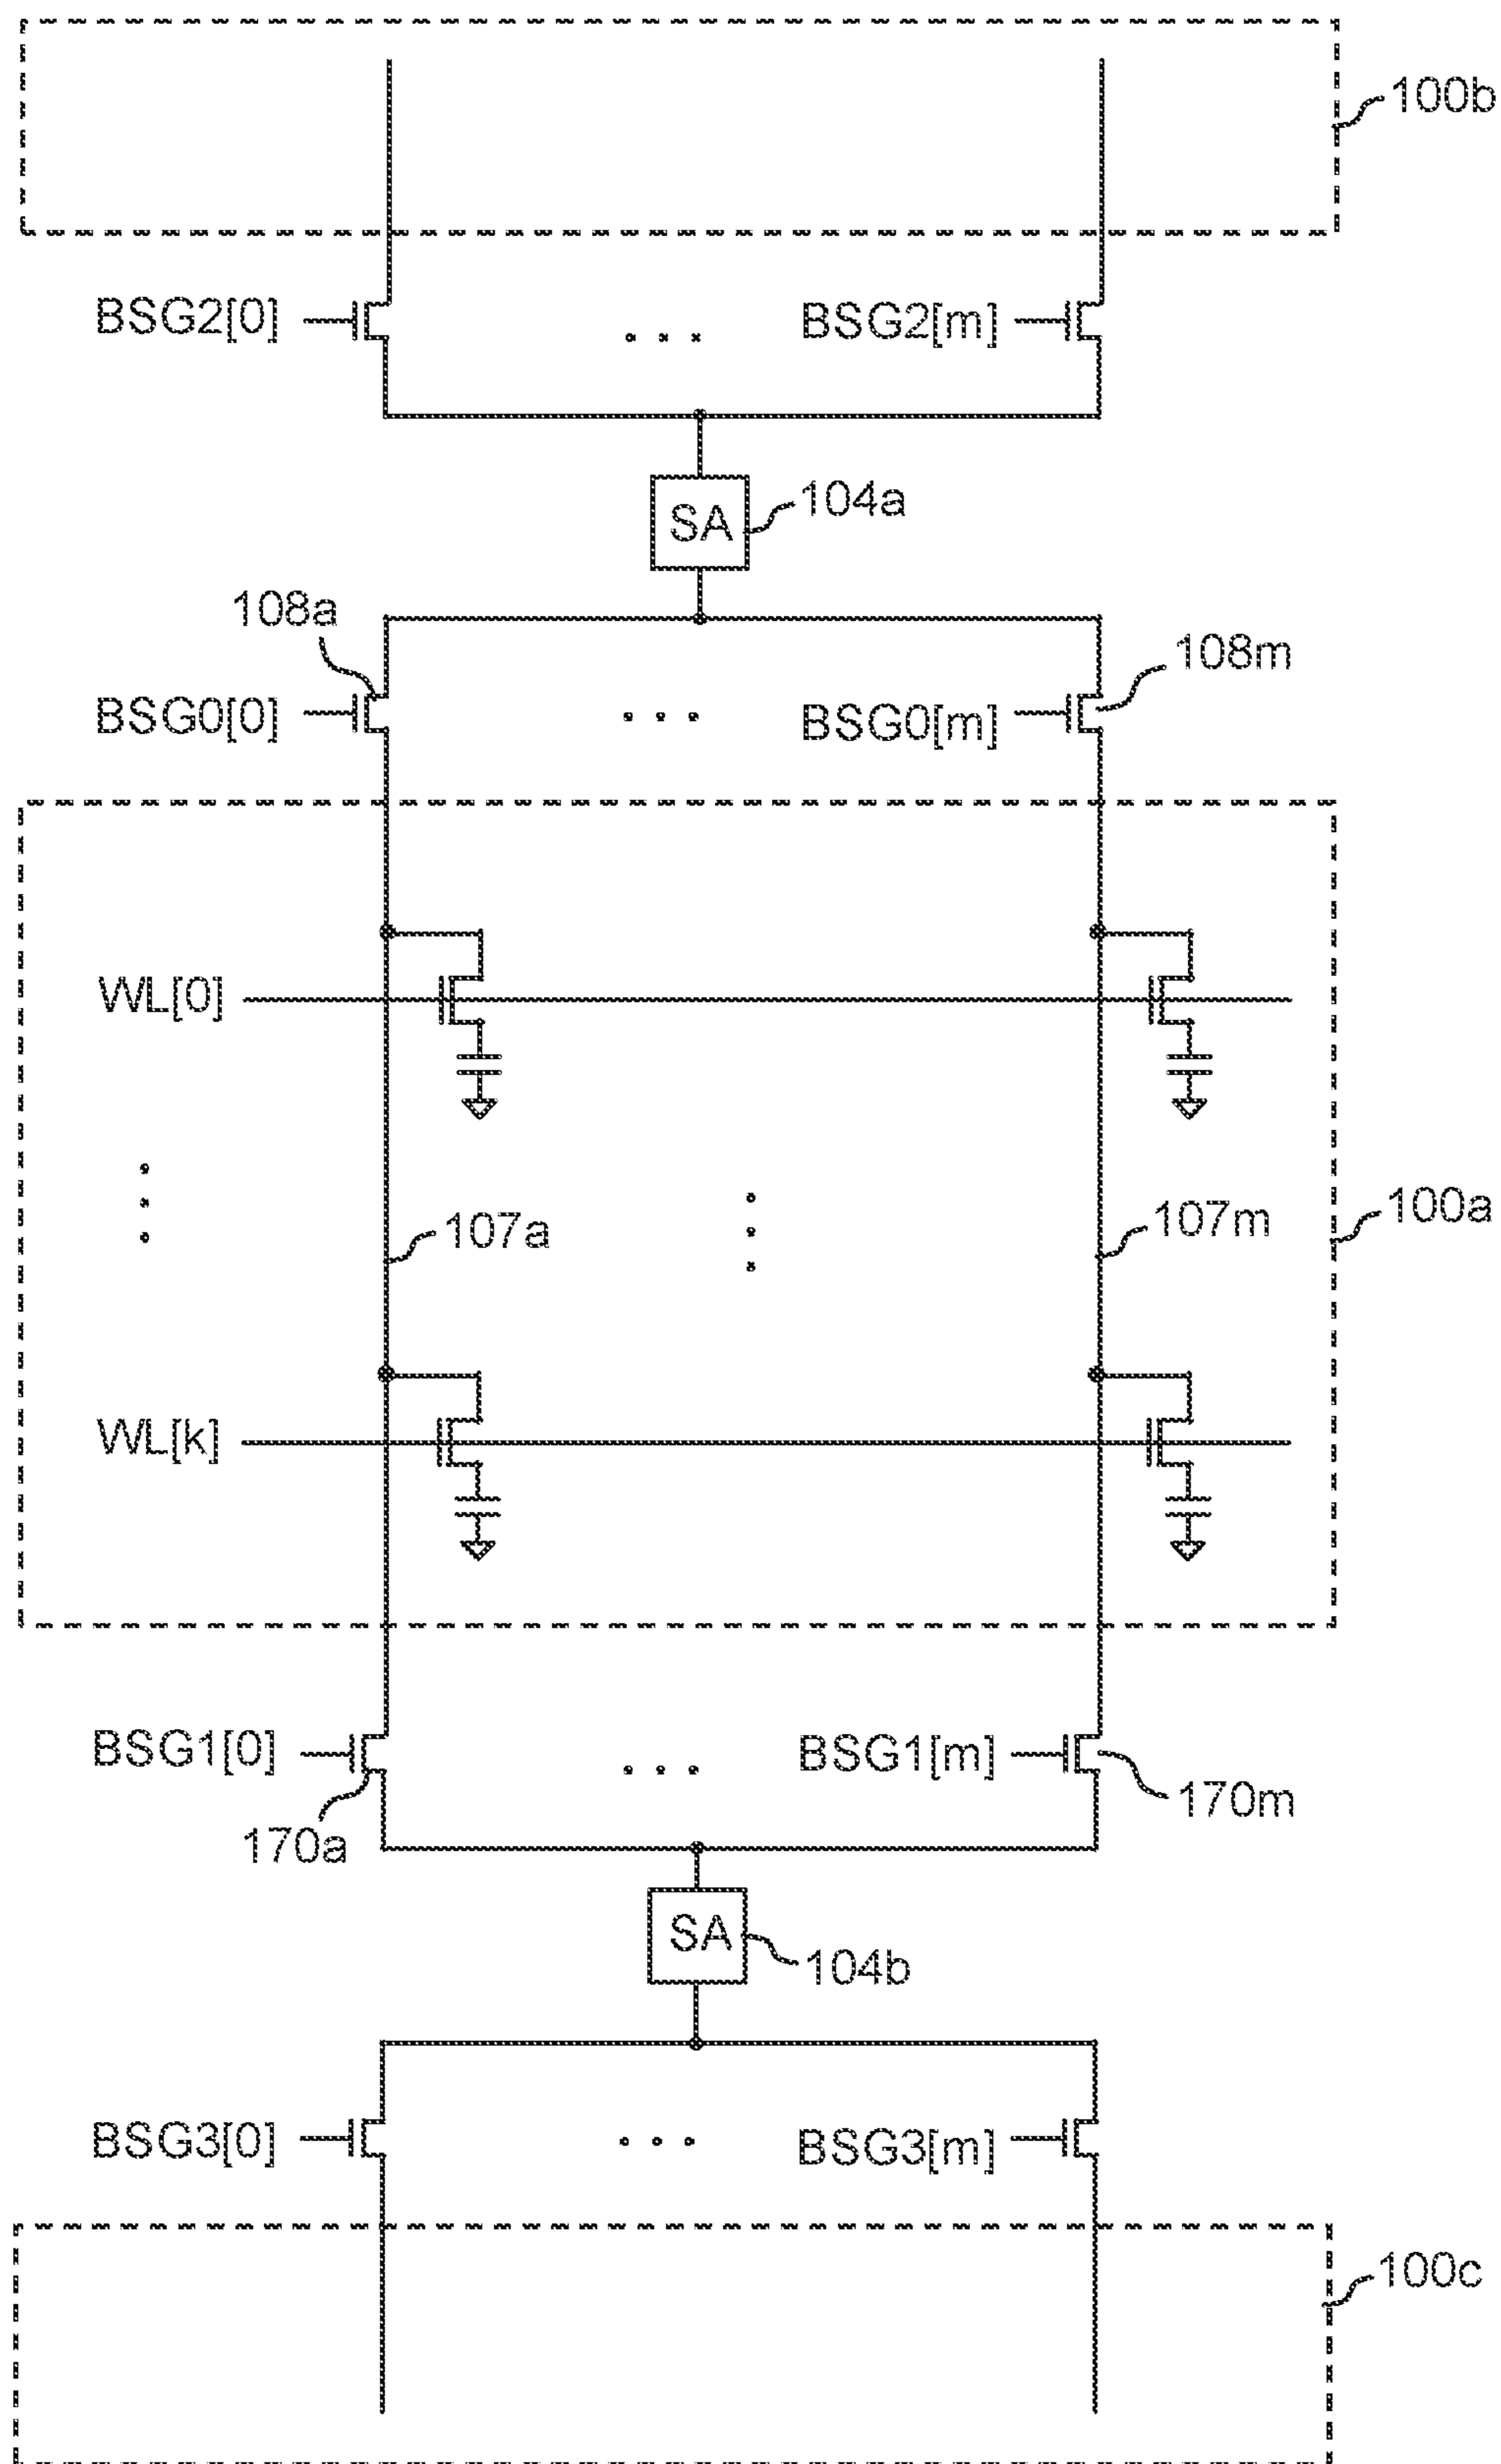 100b
BSG2[0]
BSG2[m]
SA
104a
108a
108m
BSG0[0]
BSG0[m]
WL[0]
107a
107m
100a
WL[k]
BSG1[0]
BSG1[m]
170a
170m
SA
104b
BSG3[0]
BSG3[m]
100c